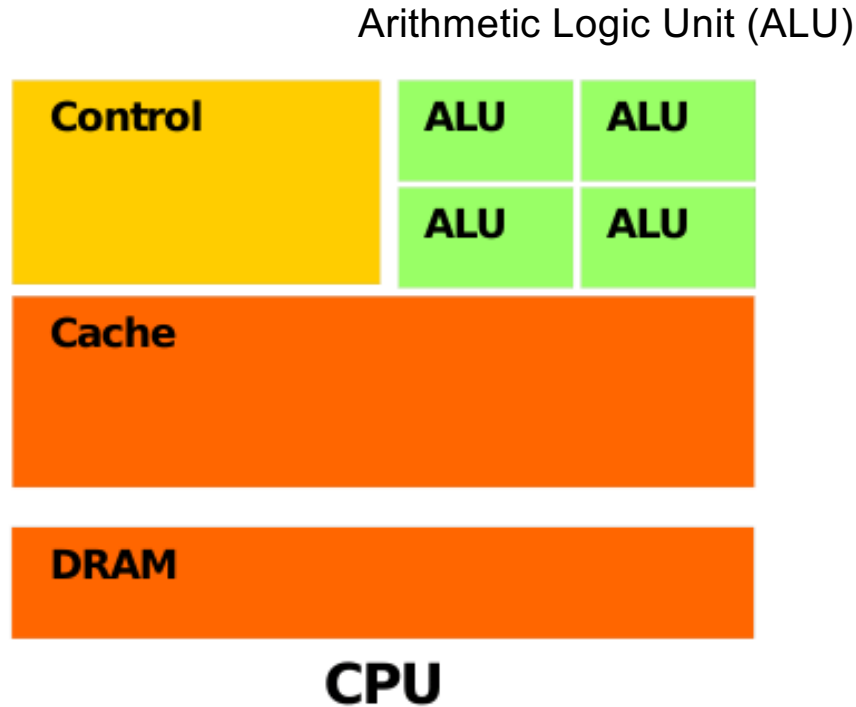 Arithmetic Logic Unit (ALU)
Control
ALU
ALU
ALU
ALU
Cache
DRAM
CPU